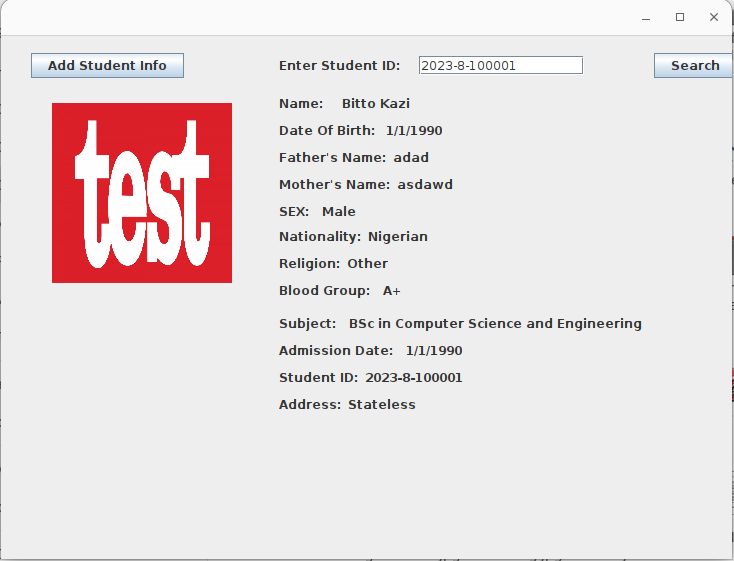 Add Student Info Enter Student ID: 2023-8-100001 Search
test
Name: Bitto Kazi
Date Of Birth: 1/1/1990
Father's Name: adad
Mother's Name: asdawd
SEX: Male
Nationality: Nigerian
Religion: Other
Blood Group: A+
Subject: BSc in Computer Science and Engineering
Admission Date: 1/1/1990
Student ID: 2023-8-100001
Address: Stateless